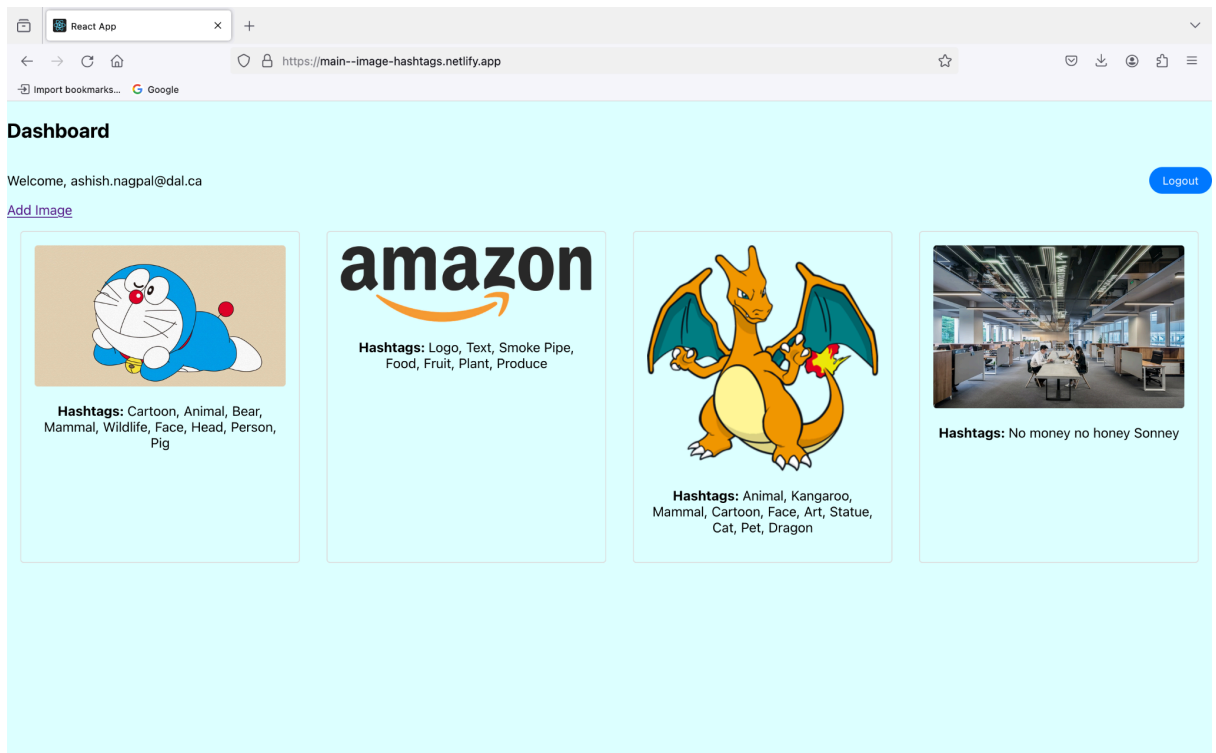 React App
https://main--image-hashtags.netlify.app
Import bookmarks...
Google
Dashboard
Welcome, ashish.nagpal@dal.ca
Logout
Add Image
Hashtags: Cartoon, Animal, Bear,
Mammal, Wildlife, Face, Head, Person,
Pig
amazon
Hashtags: Logo, Text, Smoke Pipe,
Food, Fruit, Plant, Produce
Hashtags: Animal, Kangaroo,
Mammal, Cartoon, Face, Art, Statue,
Cat, Pet, Dragon
Hashtags: No money no honey Sonney